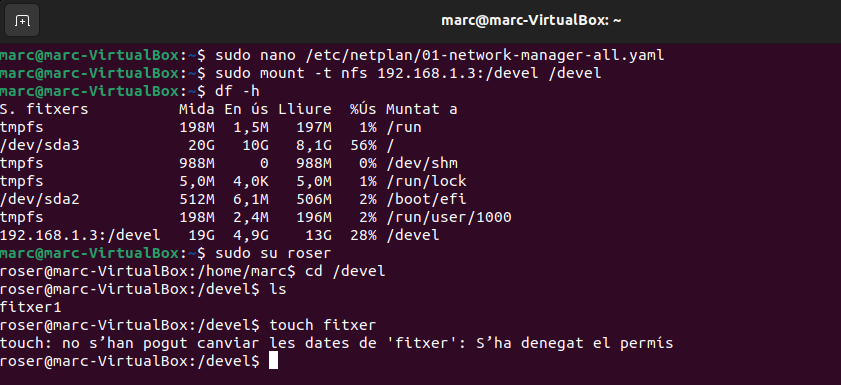 marc@marc-VirtualBox: ~
marc@marc-VirtualBox:~$ sudo nano /etc/netplan/01-network-manager-all.yaml
marc@marc-VirtualBox:~$ sudo mount -t nfs 192.168.1.3:/devel /devel
marc@marc-VirtualBox:~$ df -h
S. fitxers Mida En ús Lliure %Ús Muntat a
tmpfs 198M 1,5M 197M 1% /run
/dev/sda3 20G 10G 8,1G 56% /
tmpfs 988M 0 988M 0% /dev/shm
tmpfs 5,0M 4,0K 5,0M 1% /run/lock
/dev/sda2 512M 6,1M 506M 2% /boot/efi
tmpfs 198M 2,4M 196M 2% /run/user/1000
192.168.1.3:/devel 19G 4,9G 13G 28% /devel
marc@marc-VirtualBox:~$ sudo su roser
roser@marc-VirtualBox:/home/marc$ cd /devel
roser@marc-VirtualBox:/devel$ ls
fitxer1
roser@marc-VirtualBox:/devel$ touch fitxer
touch: no s’han pogut canviar les dates de 'fitxer': S’ha denegat el permís
roser@marc-VirtualBox:/devel$